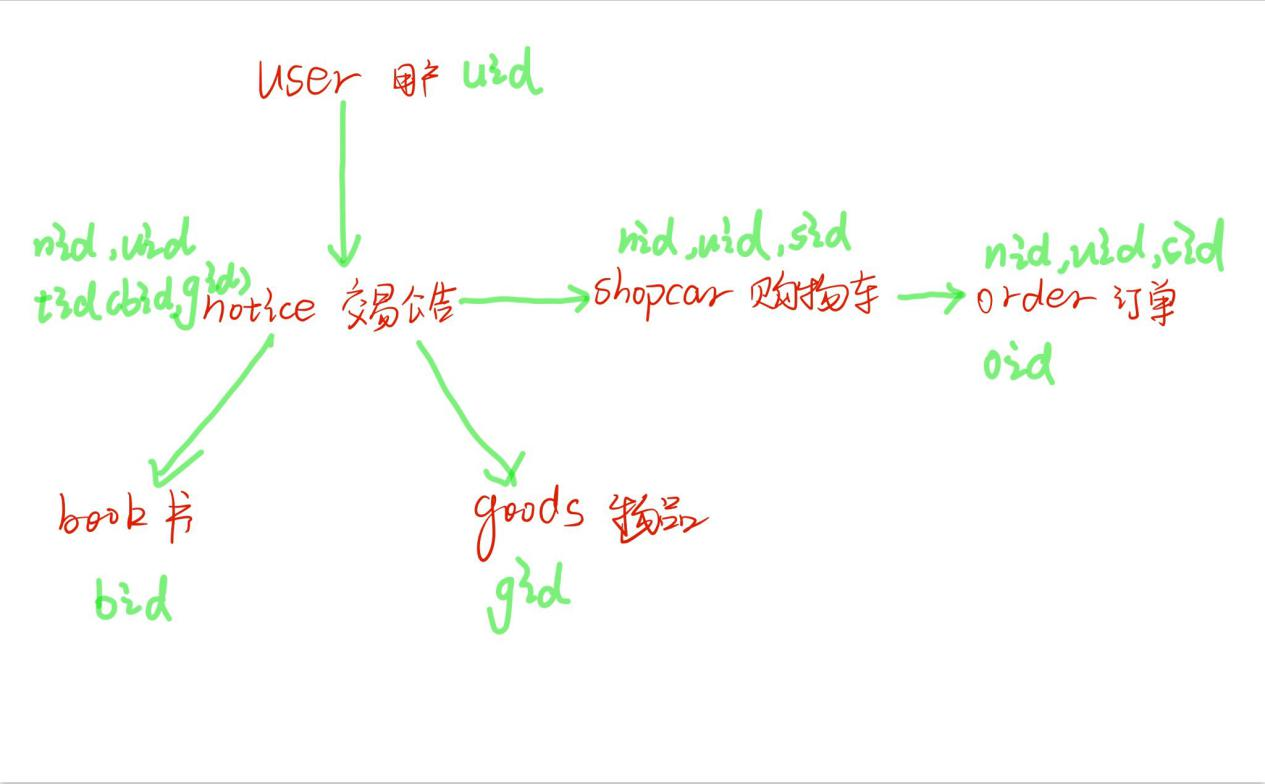 user 用户 uid
nid,uid
tid(bid,gid)
notice 交易公告
nid,uid,sid
shopcar 购物车
nid,uid,cid
order 订单
oid
book 书
bid
goods 物品
gid